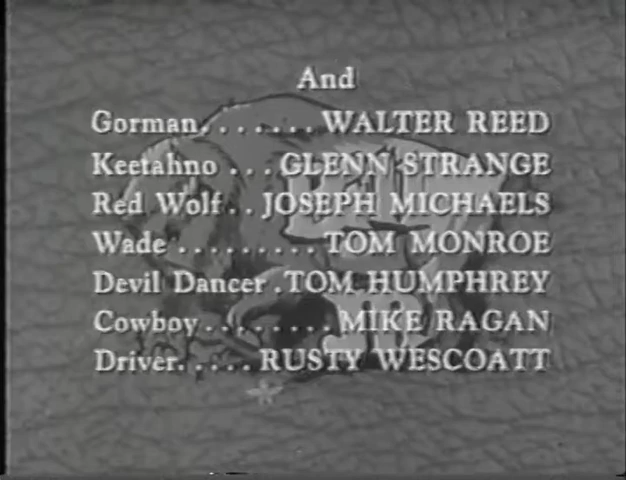 And
Gorman.......WALTER REED
Keetahno ...GLENN STRANGE
Red Wolf..JOSEPH MICHAELS
Wade .........TOM MONROE
Devil Dancer .TOM HUMPHREY
Cowboy........MIKE RAGAN
Driver.....RUSTY WESCOATT